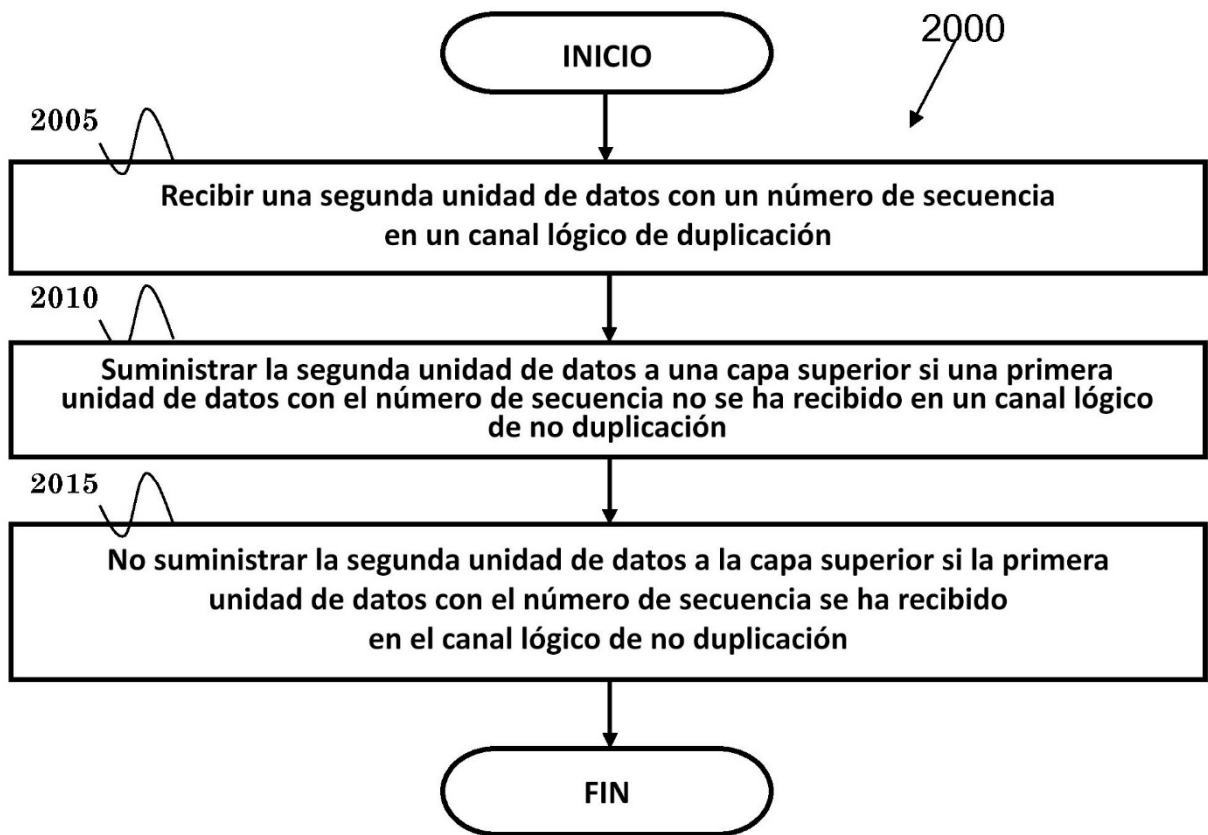 INICIO
2000
2005
Recibir una segunda unidad de datos con un número de secuencia
en un canal lógico de duplicación
2010
Suministrar la segunda unidad de datos a una capa superior si una primera
unidad de datos con el número de secuencia no se ha recibido en un canal lógico
de no duplicación
2015
No suministrar la segunda unidad de datos a la capa superior si la primera
unidad de datos con el número de secuencia se ha recibido
en el canal lógico de no duplicación
FIN